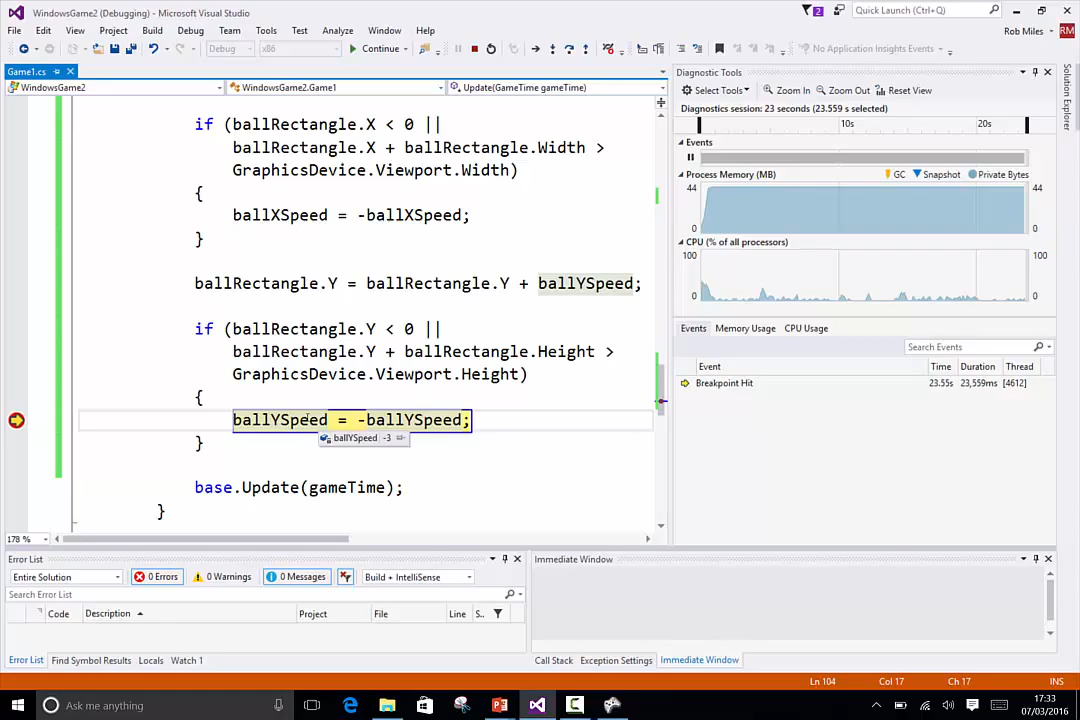 WindowsGame2 (Debugging) - Microsoft Visual Studio
2
Quick Launch (Ctrl+Q)
File Edit View Project Build Debug Team Tools Test Analyze Window Help
Rob Miles RM
Debug x86 Continue No Application Insights Events
Game1.cs
WindowsGame2 WindowsGame2.Game1 Update(GameTime gameTime)
if (ballRectangle.X < 0 ||
ballRectangle.X + ballRectangle.Width >
GraphicsDevice.Viewport.Width)
{
ballXSpeed = -ballXSpeed;
}
ballRectangle.Y = ballRectangle.Y + ballYSpeed;
if (ballRectangle.Y < 0 ||
ballRectangle.Y + ballRectangle.Height >
GraphicsDevice.Viewport.Height)
{
ballYSpeed = -ballYSpeed;
ballYSpeed -3
}
base.Update(gameTime);
}
178 %
Diagnostic Tools
Select Tools Zoom In Zoom Out Reset View
Diagnostics session: 23 seconds (23.559 s selected)
10s 20s
Events
Process Memory (MB) GC Snapshot Private Bytes
44 44
0 0
CPU (% of all processors)
100 100
0 0
Events Memory Usage CPU Usage
Search Events
Event Time Duration Thread
Breakpoint Hit 23.55s 23,559ms [4612]
Solution Explorer
Error List
Entire Solution 0 Errors 0 Warnings 0 Messages Build + IntelliSense
Search Error List
Code Description Project File Line S..
Error List Find Symbol Results Locals Watch 1
Immediate Window
Call Stack Exception Settings Immediate Window
Ln 104 Col 17 Ch 17 INS
Ask me anything
17:33
07/03/2016